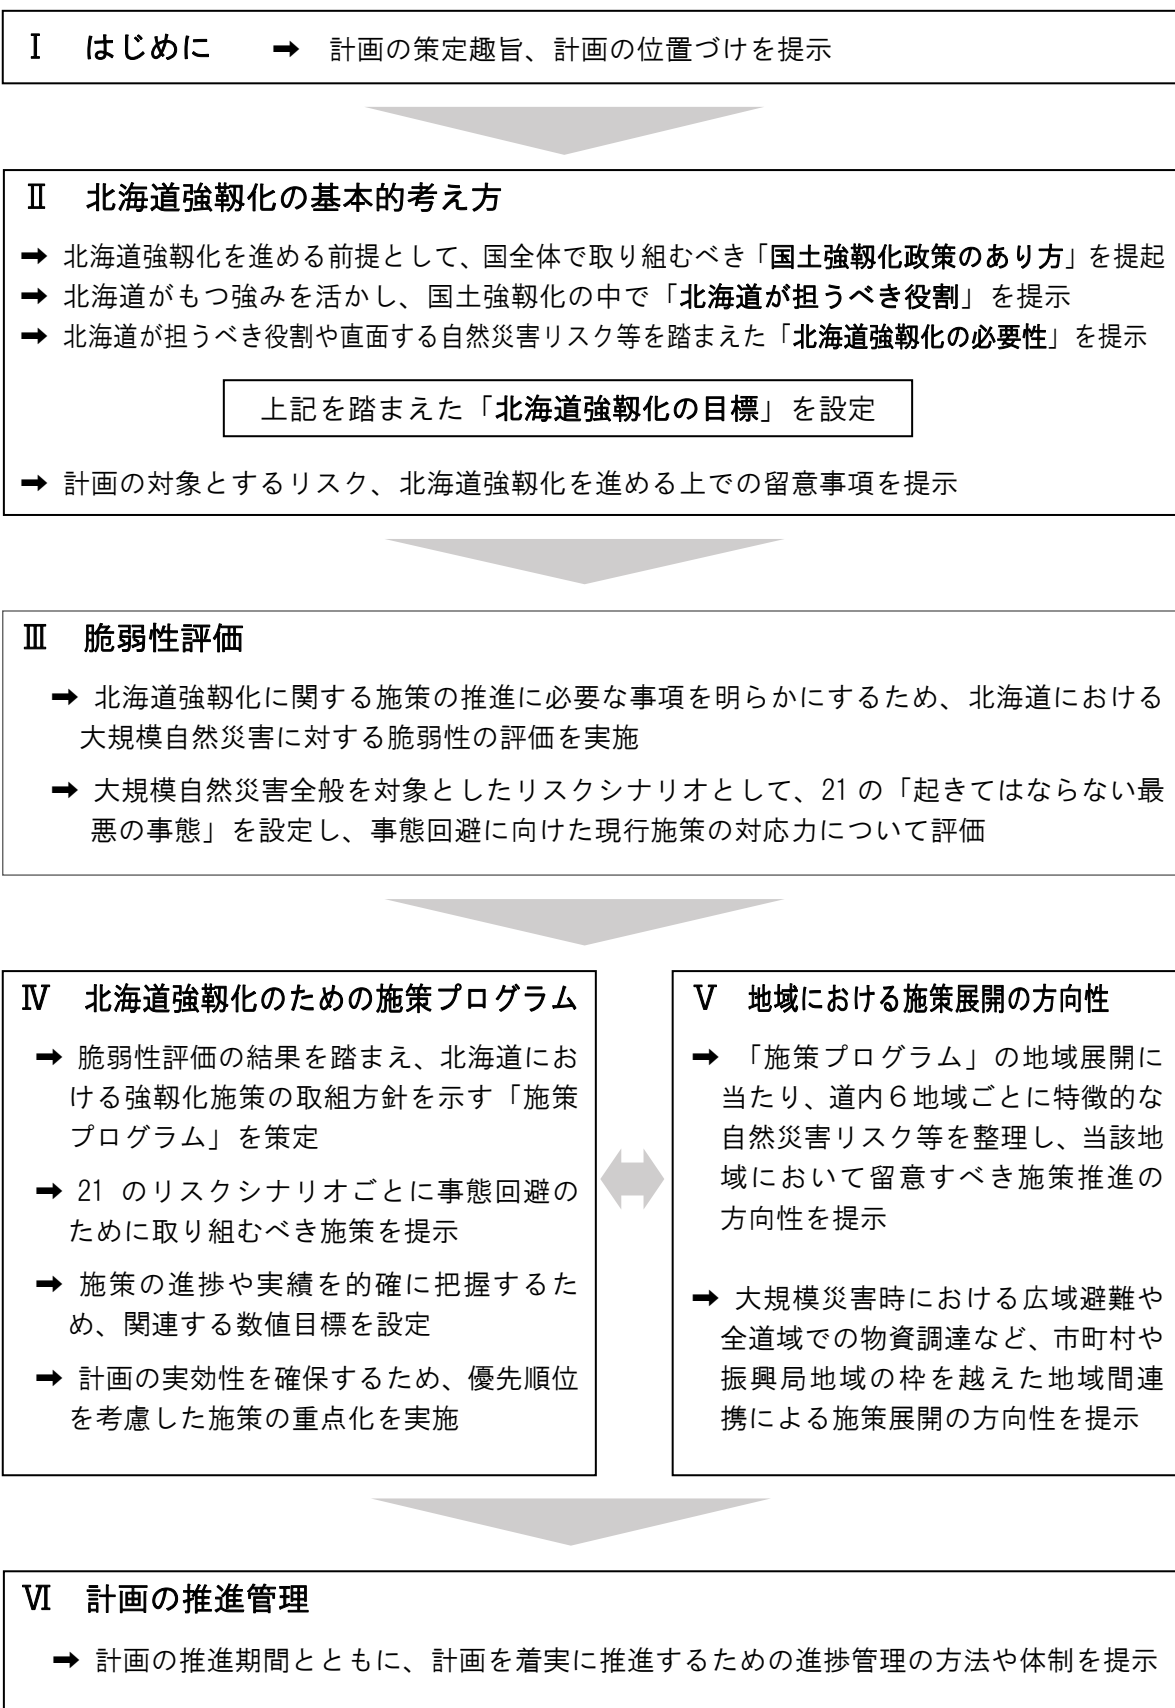 Ⅰ はじめに ➡ 計画の策定趣旨、計画の位置づけを提示
Ⅱ 北海道強靱化の基本的考え方
➡ 北海道強靱化を進める前提として、国全体で取り組むべき「国土強靱化政策のあり方」を提起
➡ 北海道がもつ強みを活かし、国土強靱化の中で「北海道が担うべき役割」を提示
➡ 北海道が担うべき役割や直面する自然災害リスク等を踏まえた「北海道強靱化の必要性」を提示
上記を踏まえた「北海道強靱化の目標」を設定
➡ 計画の対象とするリスク、北海道強靱化を進める上での留意事項を提示
Ⅲ 脆弱性評価
➡ 北海道強靱化に関する施策の推進に必要な事項を明らかにするため、北海道における
大規模自然災害に対する脆弱性の評価を実施
➡ 大規模自然災害全般を対象としたリスクシナリオとして、21 の「起きてはならない最
悪の事態」を設定し、事態回避に向けた現行施策の対応力について評価
Ⅳ 北海道強靱化のための施策プログラム
➡ 脆弱性評価の結果を踏まえ、北海道にお
ける強靱化施策の取組方針を示す「施策
プログラム」を策定
➡ 21 のリスクシナリオごとに事態回避の
ために取り組むべき施策を提示
➡ 施策の進捗や実績を的確に把握するた
め、関連する数値目標を設定
➡ 計画の実効性を確保するため、優先順位
を考慮した施策の重点化を実施
Ⅴ 地域における施策展開の方向性
➡ 「施策プログラム」の地域展開に
当たり、道内６地域ごとに特徴的な
自然災害リスク等を整理し、当該地
域において留意すべき施策推進の
方向性を提示
➡ 大規模災害時における広域避難や
全道域での物資調達など、市町村や
振興局地域の枠を越えた地域間連
携による施策展開の方向性を提示
Ⅵ 計画の推進管理
➡ 計画の推進期間とともに、計画を着実に推進するための進捗管理の方法や体制を提示